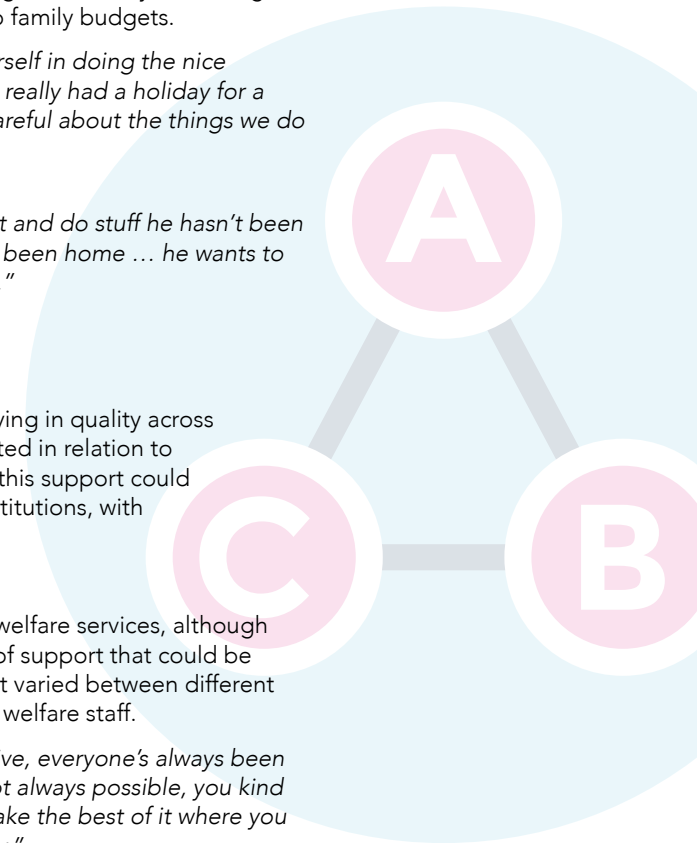 o family budgets.
rself in doing the nice
really had a holiday for a
areful about the things we do
t and do stuff he hasn't been
been home … he wants to
."
ying in quality across
ted in relation to
this support could
titutions, with
welfare services, although
of support that could be
t varied between different
welfare staff.
ive, everyone's always been
ot always possible, you kind
ake the best of it where you
A
C
B